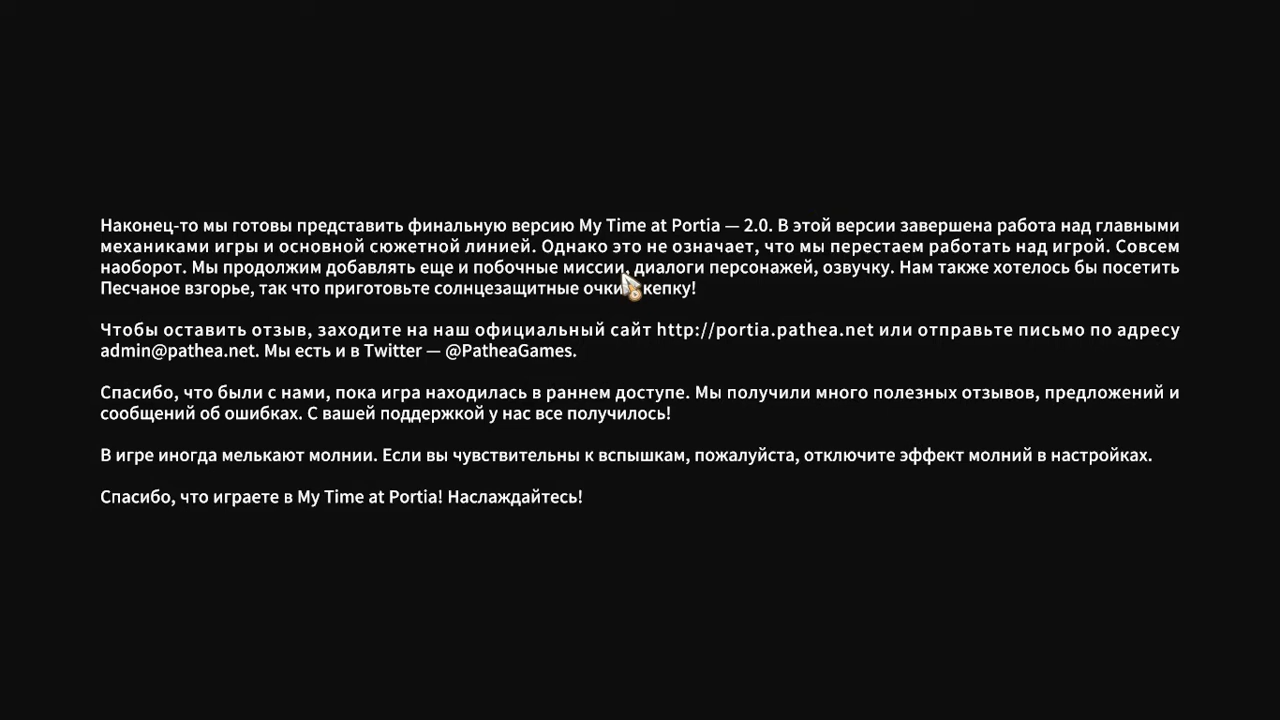 Наконец-то мы готовы представить финальную версию My Time at Portia — 2.0. В этой версии завершена работа над главными
механиками игры и основной сюжетной линией. Однако это не означает, что мы перестаем работать над игрой. Совсем
наоборот. Мы продолжим добавлять еще и побочные миссии, диалоги персонажей, озвучку. Нам также хотелось бы посетить
Песчаное взгорье, так что приготовьте солнцезащитные очки кепку!
Чтобы оставить отзыв, заходите на наш официальный сайт http://portia.pathea.net или отправьте письмо по адресу
admin@pathea.net. Мы есть и в Twitter — @PatheaGames.
Спасибо, что были с нами, пока игра находилась в раннем доступе. Мы получили много полезных отзывов, предложений и
сообщений об ошибках. С вашей поддержкой у нас все получилось!
В игре иногда мелькают молнии. Если вы чувствительны к вспышкам, пожалуйста, отключите эффект молний в настройках.
Спасибо, что играете в My Time at Portia! Наслаждайтесь!